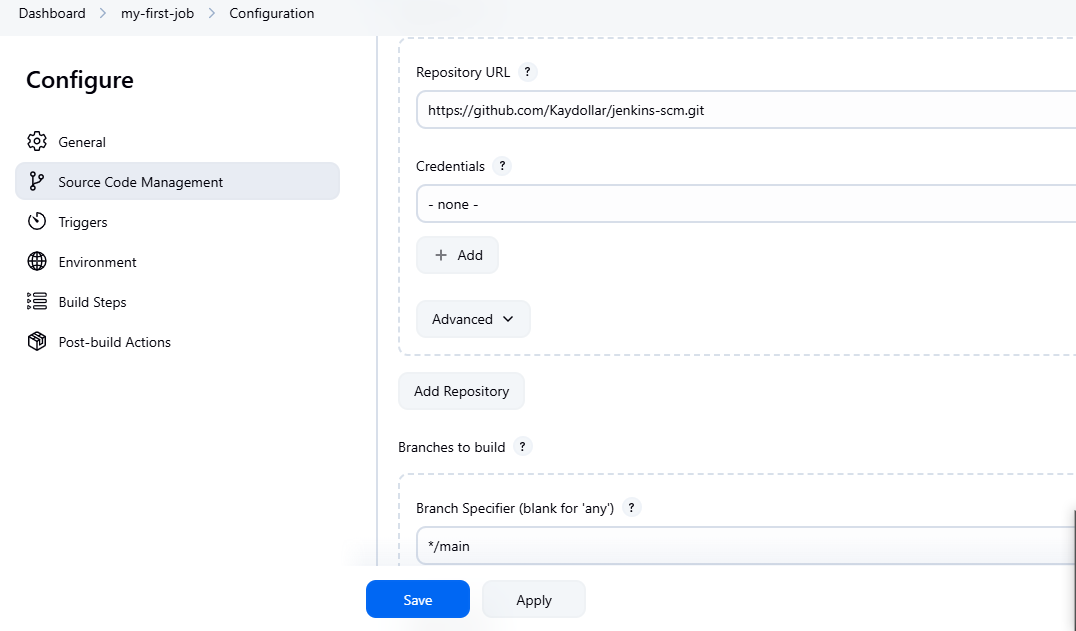 Dashboard > my-first-job > Configuration
Configure
General
Source Code Management
Triggers
Environment
Build Steps
Post-build Actions
Repository URL ?
https://github.com/Kaydollar/jenkins-scm.git
Credentials ?
- none -
+ Add
Advanced
Add Repository
Branches to build ?
Branch Specifier (blank for 'any') ?
*/main
Save
Apply